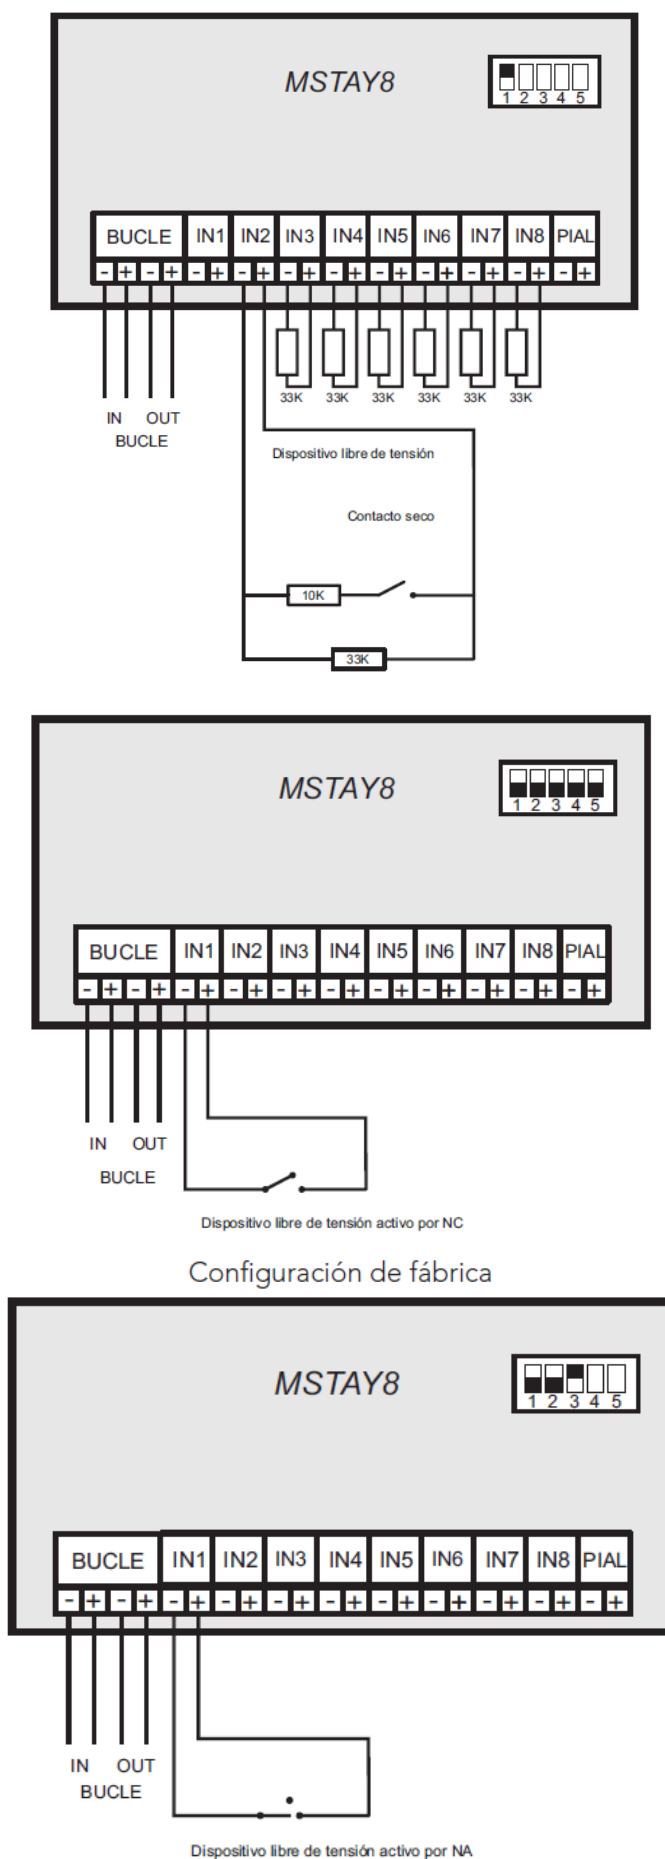 MSTAY8
1 2 3 4 5
BUCLE IN1 IN2 IN3 IN4 IN5 IN6 IN7 IN8 PIAL
- + - + - + - + - + - + - + - + - + - + - +
33K 33K 33K 33K 33K 33K
IN OUT
BUCLE
Dispositivo libre de tensión
Contacto seco
10K
33K
MSTAY8
1 2 3 4 5
BUCLE IN1 IN2 IN3 IN4 IN5 IN6 IN7 IN8 PIAL
- + - + - + - + - + - + - + - + - + - + - +
IN OUT
BUCLE
Dispositivo libre de tensión activo por NC
Configuración de fábrica
MSTAY8
1 2 3 4 5
BUCLE IN1 IN2 IN3 IN4 IN5 IN6 IN7 IN8 PIAL
- + - + - + - + - + - + - + - + - + - + - +
IN OUT
BUCLE
Dispositivo libre de tensión activo por NA